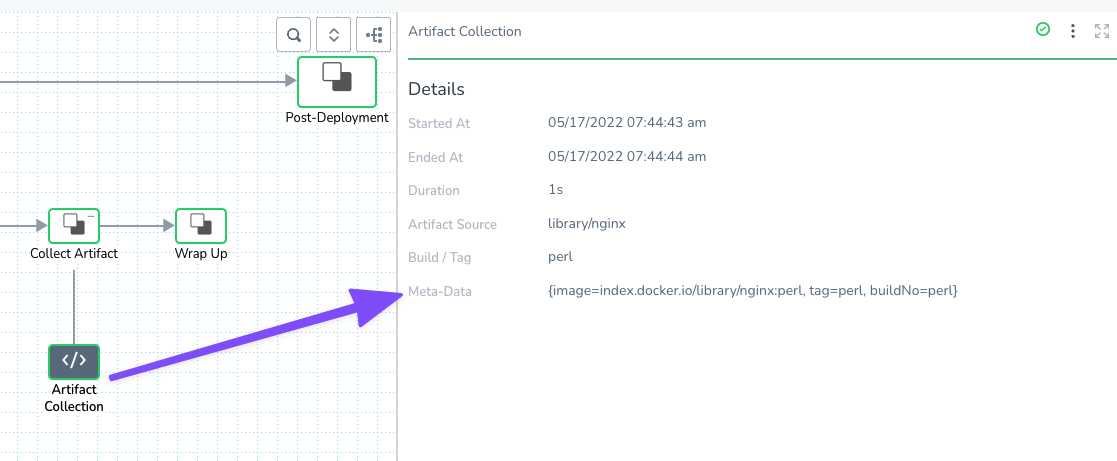 Post-Deployment
Collect Artifact
Wrap Up
</>
Artifact
Collection
Artifact Collection
Details
Started At 05/17/2022 07:44:43 am
Ended At 05/17/2022 07:44:44 am
Duration 1s
Artifact Source library/nginx
Build / Tag perl
Meta-Data {image=index.docker.io/library/nginx:perl, tag=perl, buildNo=perl}